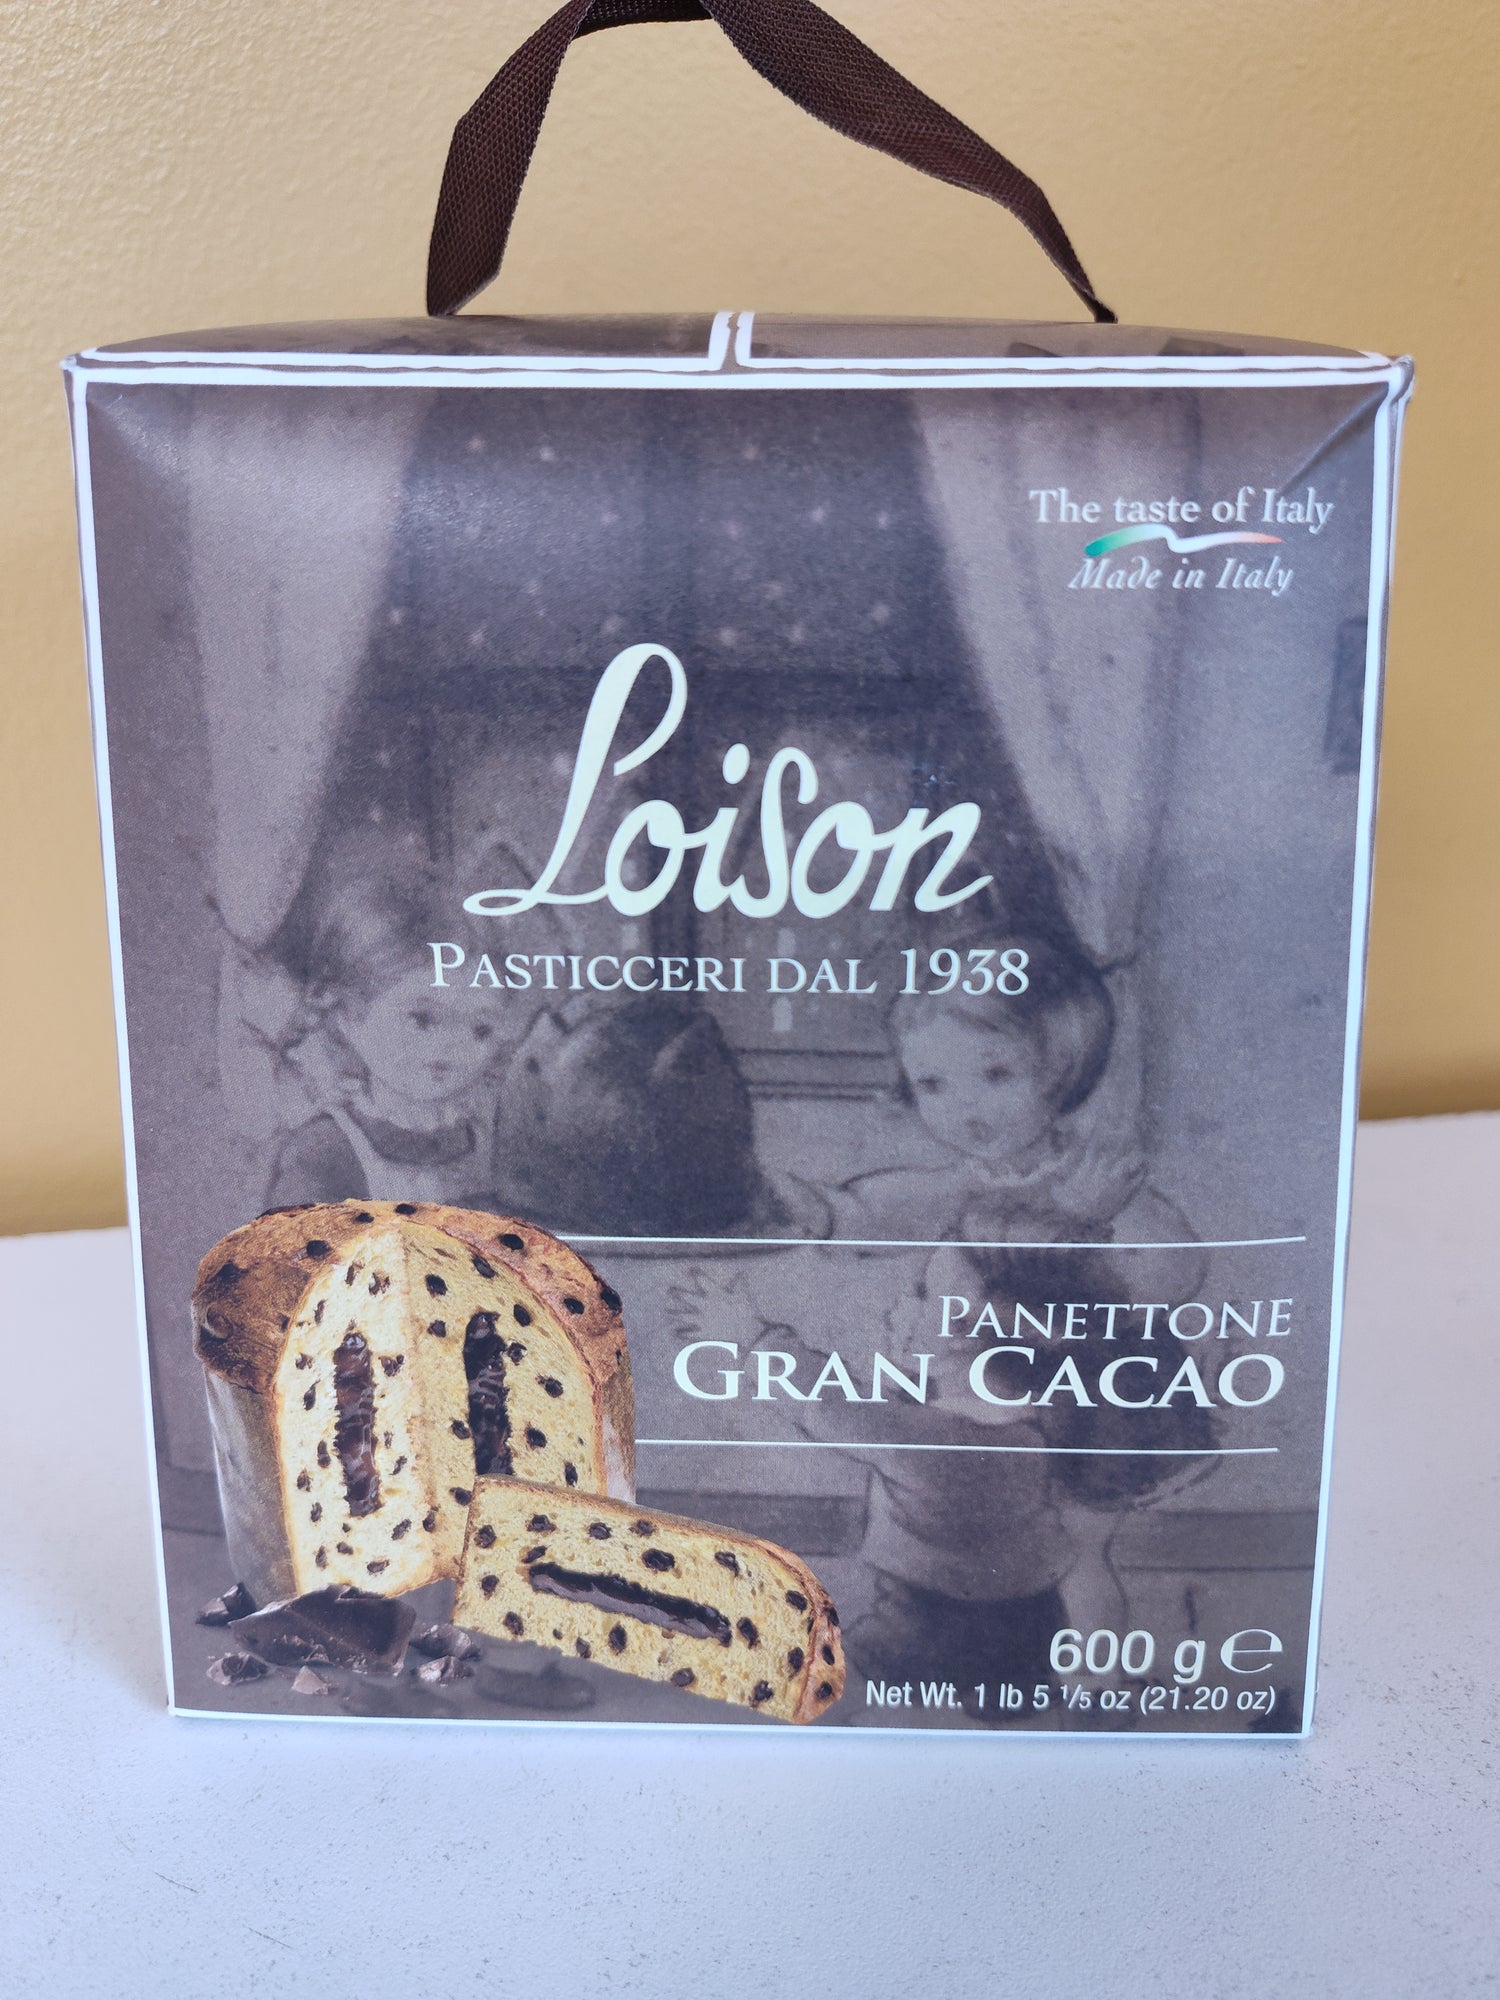 The taste of Italy
Made in Italy
Loison
PASTICCERI DAL 1938
PANETTONE
GRAN CACAO
600 g ℮
Net Wt. 1 lb 5 1/5 oz (21.20 oz)